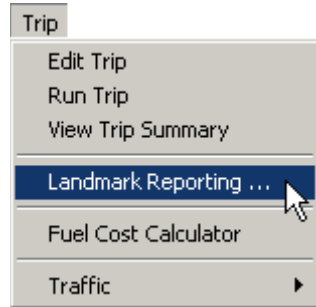 Trip
Edit Trip
Run Trip
View Trip Summary
Landmark Reporting ...
Fuel Cost Calculator
Traffic